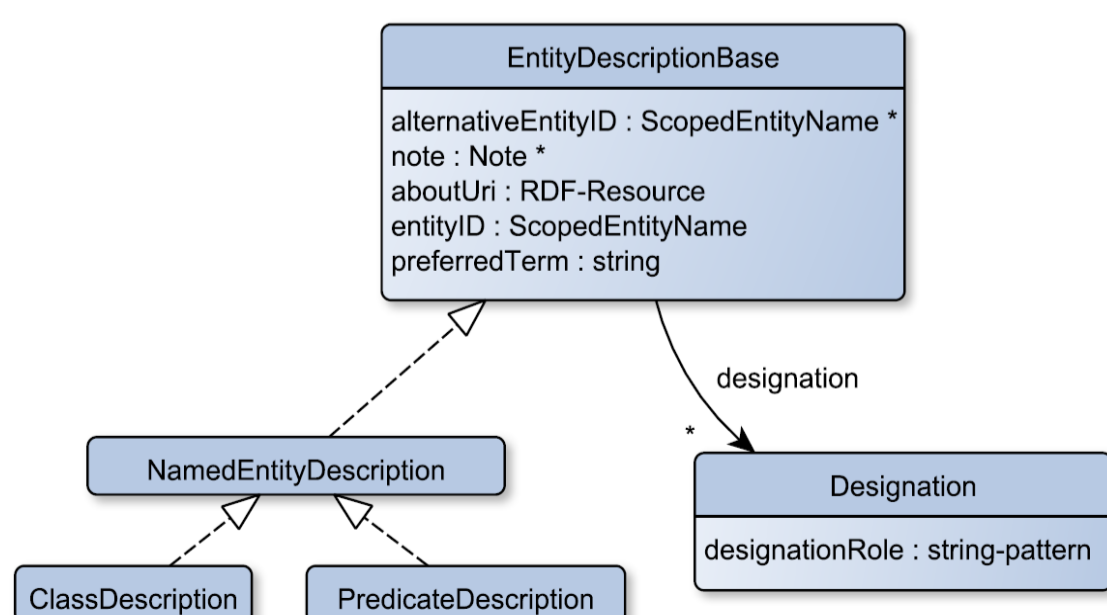 EntityDescriptionBase
alternativeEntityID : ScopedEntityName *
note : Note *
aboutUri : RDF-Resource
entityID : ScopedEntityName
preferredTerm : string
designation
*
NamedEntityDescription
Designation
designationRole : string-pattern
ClassDescription
PredicateDescription